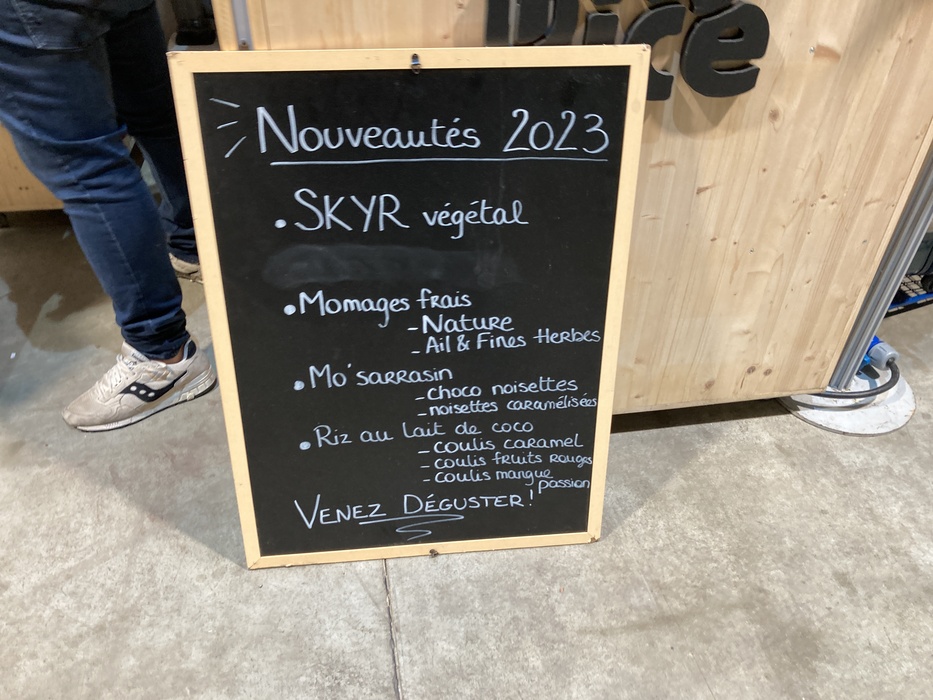 Nouveautés 2023
• SKYR végétal
• Momages frais
- Nature
- Ail & Fines Herbes
• Mo'sarrasin
- choco noisettes
- noisettes caramélisées
• Riz au lait de coco
- coulis caramel
- coulis fruits rouges
- coulis mangue
passion
VENEZ DÉGUSTER!